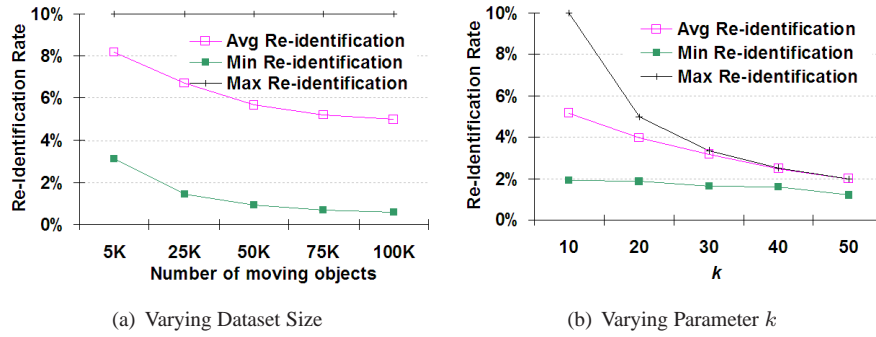 10%
8%
6%
4%
2%
0%
Re-Identification Rate
Avg Re-identification
Min Re-identification
Max Re-identification
5K 25K 50K 75K 100K
Number of moving objects
(a) Varying Dataset Size
10%
8%
6%
4%
2%
0%
Re-Identification Rate
Avg Re-identification
Min Re-identification
Max Re-identification
10 20 30 40 50
k
(b) Varying Parameter k